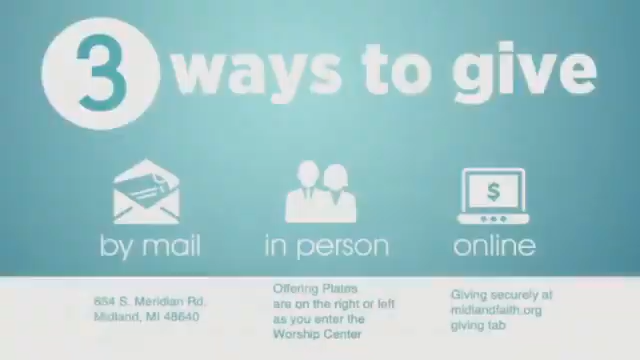 3 ways to give
$
by mail
in person
online
654 S. Meridian Rd.
Midland, MI 48640
Offering Plates
are on the right or left
as you enter the
Worship Center
Giving securely at
midlandfaith.org
giving tab